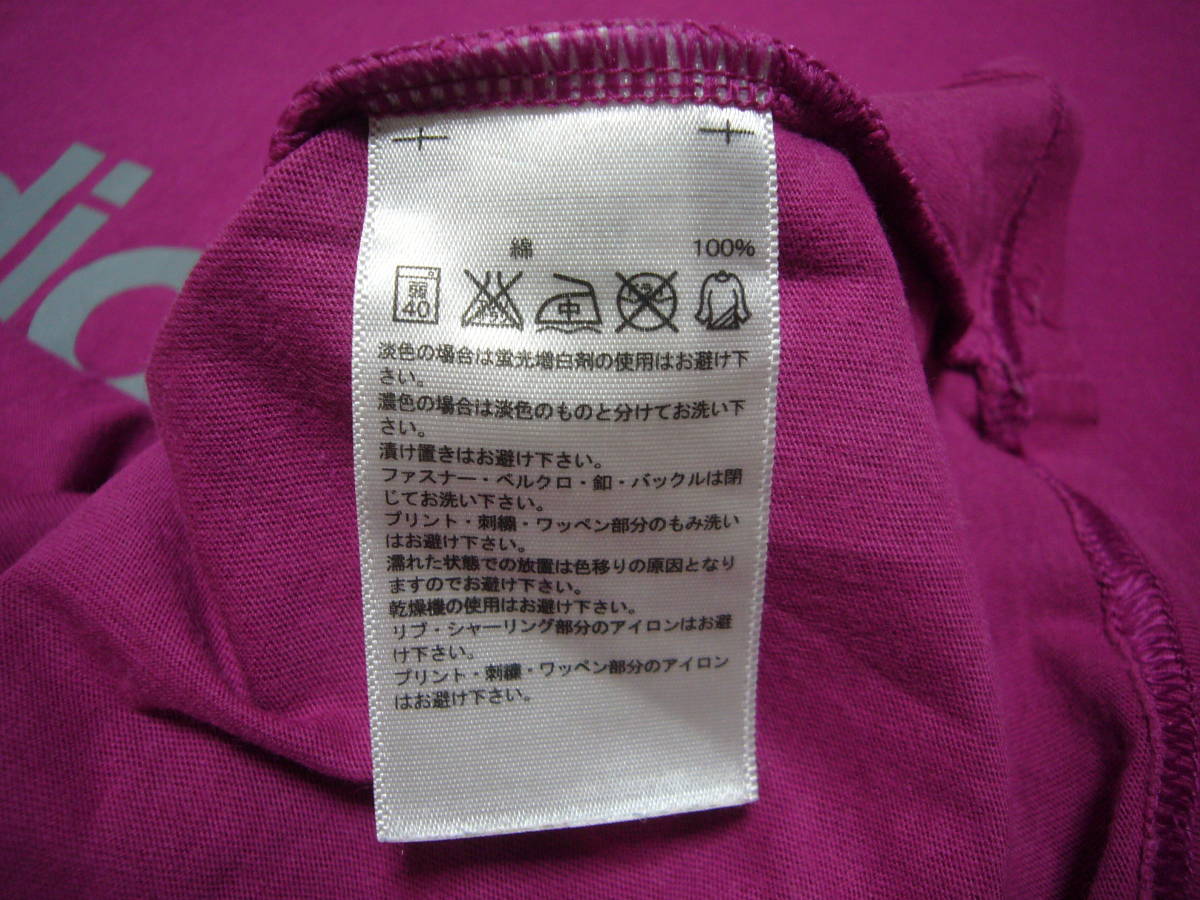 di
綿 100%
弱 40 中
淡色の場合は蛍光増白剤の使用はお避け下
さい。
濃色の場合は淡色のものと分けてお洗い下
さい。
漬け置きはお避け下さい。
ファスナー・ベルクロ・釦・バックルは閉
じてお洗い下さい。
プリント・刺繍・ワッペン部分のもみ洗い
はお避け下さい。
濡れた状態での放置は色移りの原因となり
ますのでお避け下さい。
乾燥機の使用はお避け下さい。
リブ・シャーリング部分のアイロンはお避
け下さい。
プリント・刺繍・ワッペン部分のアイロン
はお避け下さい。